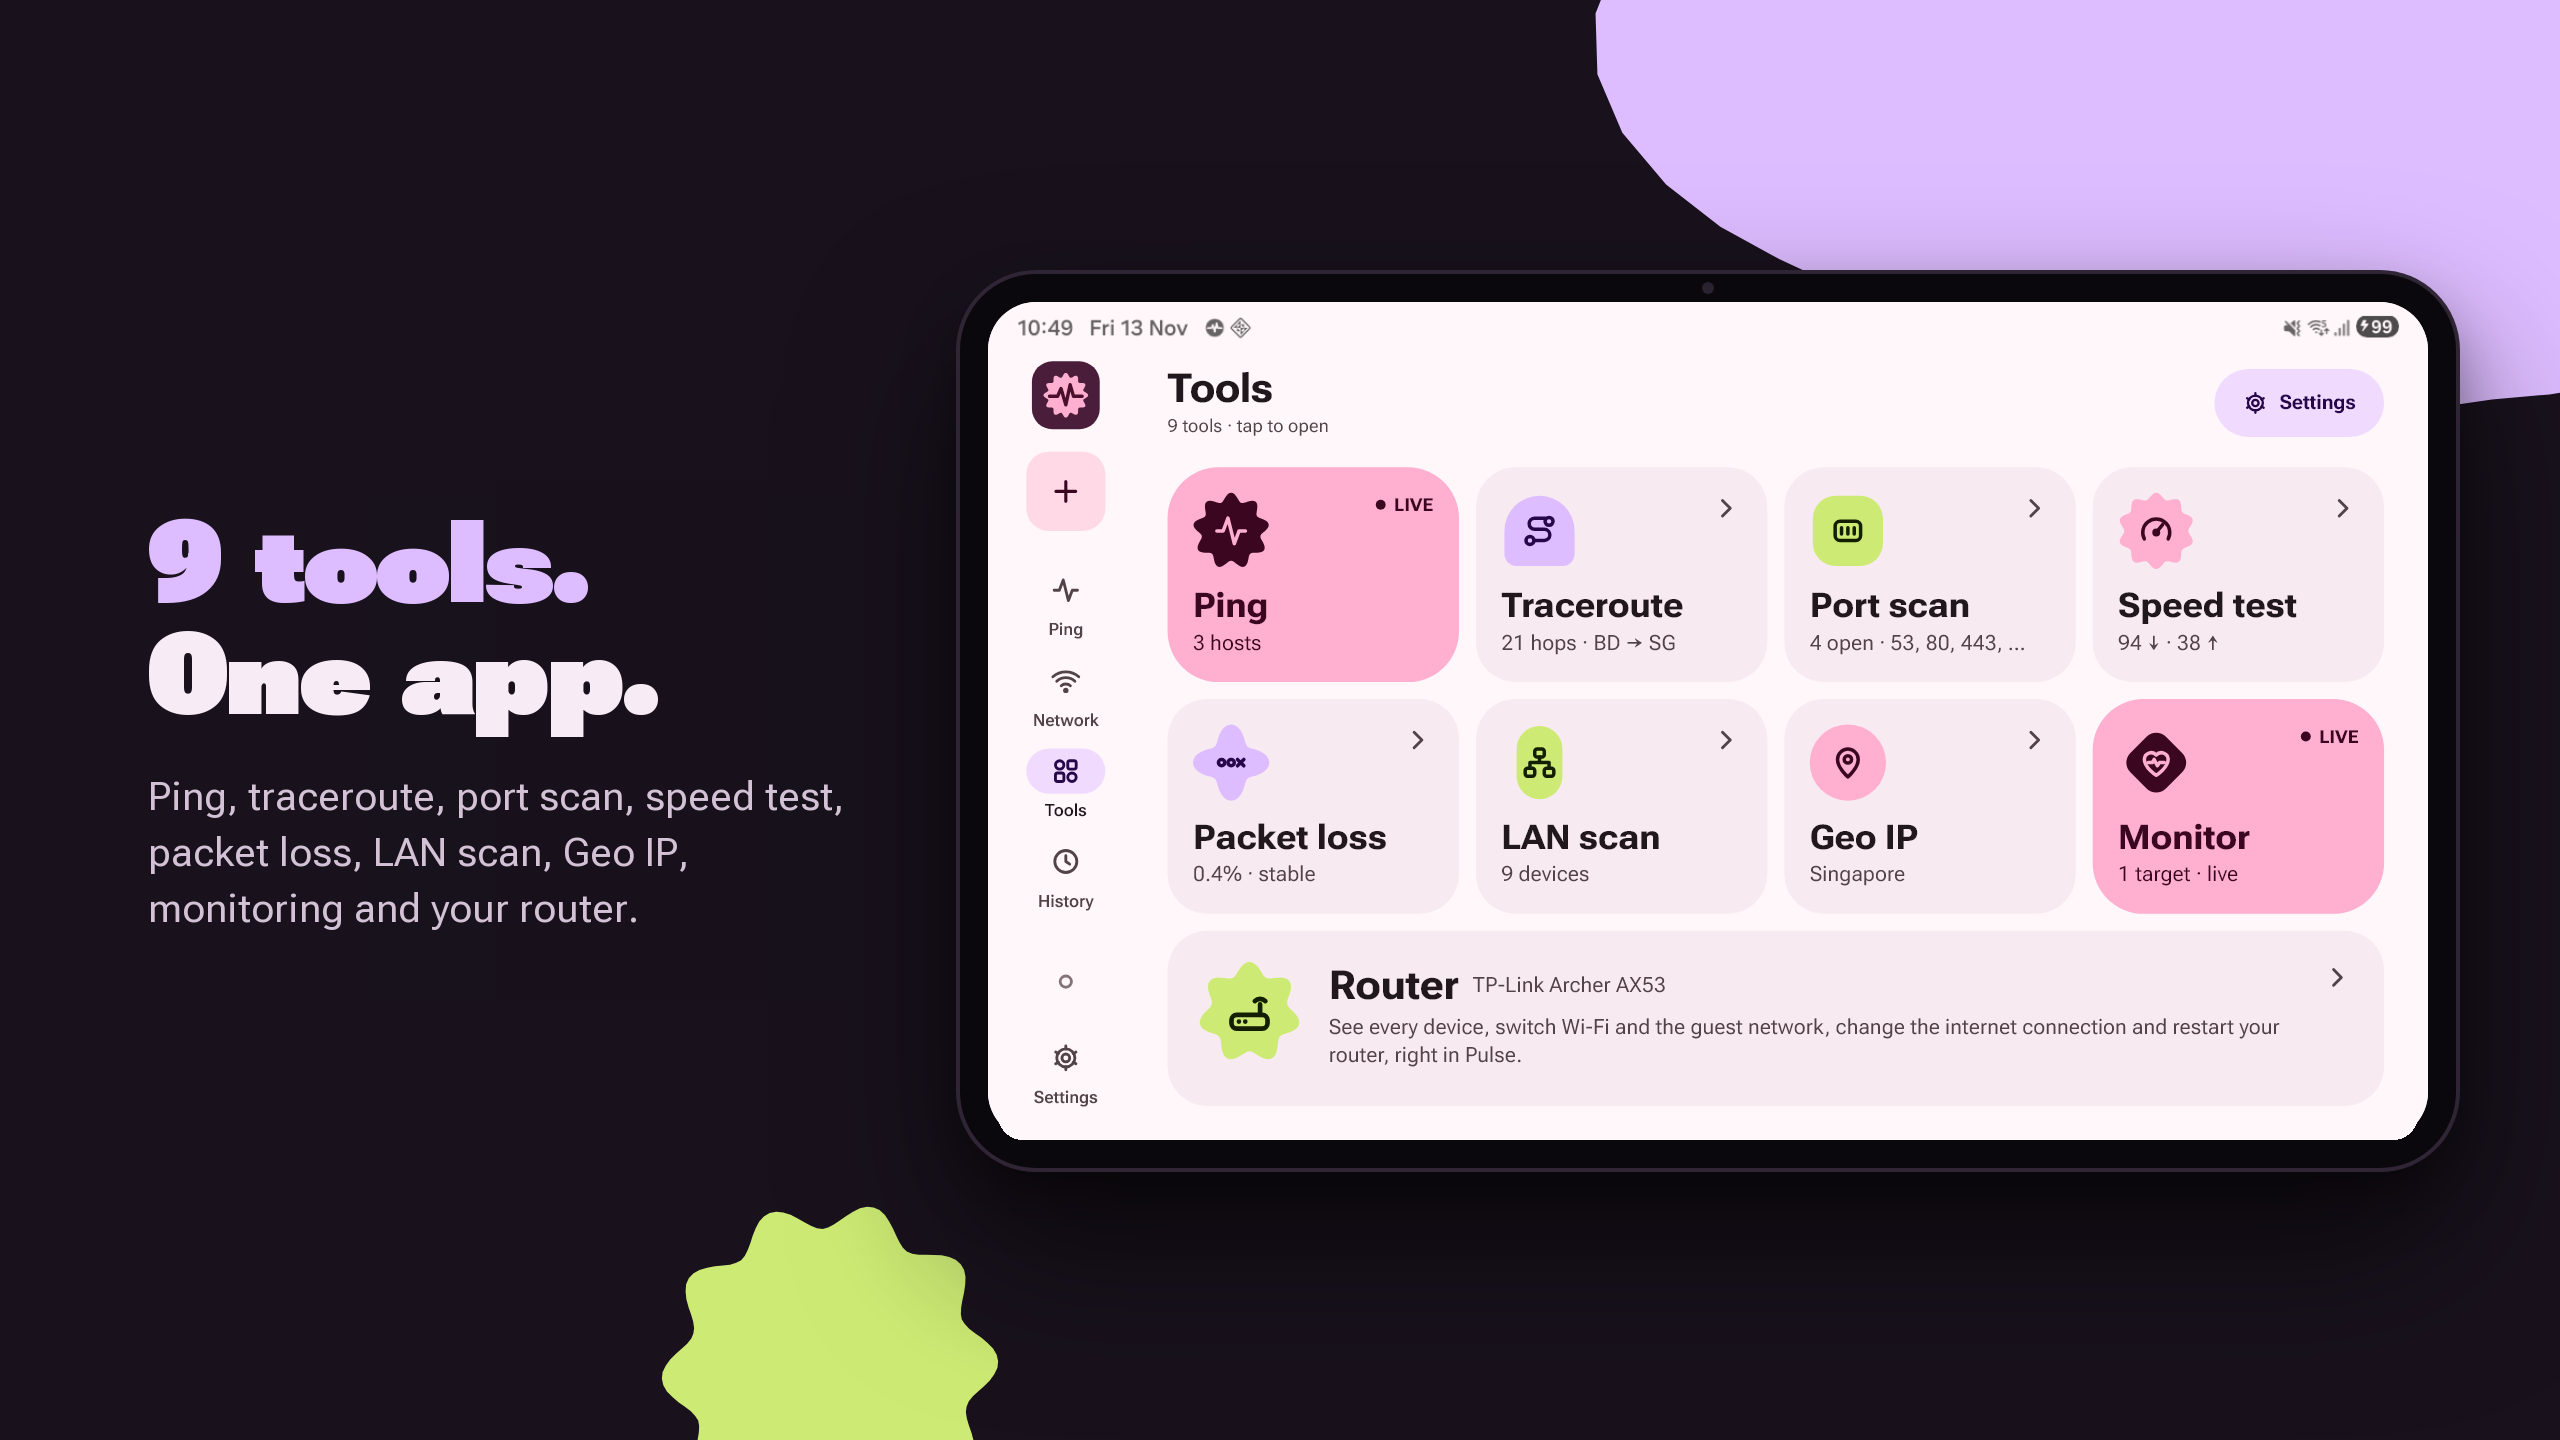 9 tools.
One app.
Ping, traceroute, port scan, speed test,
packet loss, LAN scan, Geo IP,
monitoring and your router.
10:49 Fri 13 Nov
99
Tools
9 tools · tap to open
Settings
Ping
Network
Tools
History
Settings
LIVE
Ping
3 hosts
Traceroute
21 hops · BD → SG
Port scan
4 open · 53, 80, 443, ...
Speed test
94 ↓ · 38 ↑
Packet loss
0.4% · stable
LAN scan
9 devices
Geo IP
Singapore
LIVE
Monitor
1 target · live
Router TP-Link Archer AX53
See every device, switch Wi-Fi and the guest network, change the internet connection and restart your
router, right in Pulse.